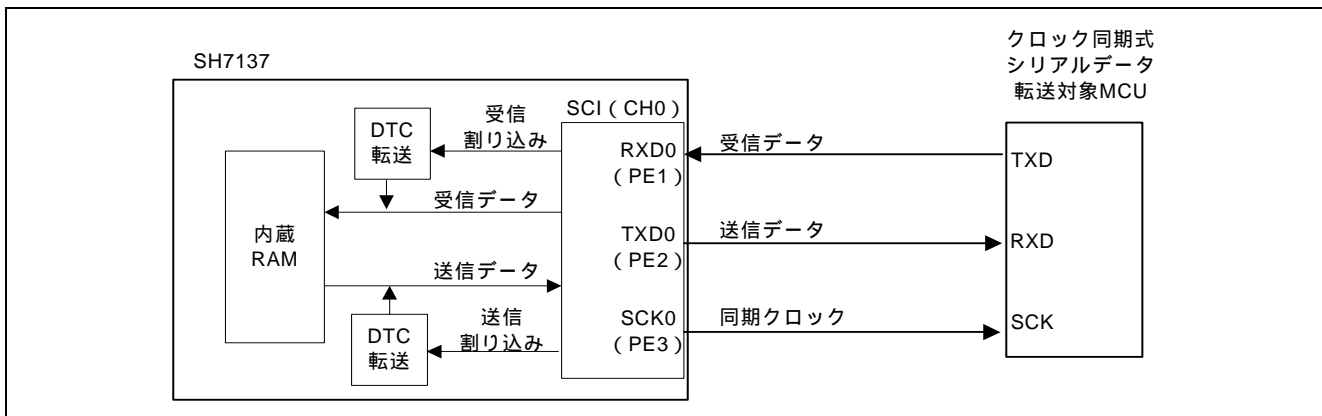 SH7137
クロック同期式
シリアルデータ
転送対象MCU
SCI（CH0）
DTC
転送
受信
割り込み
RXD0
（PE1）
受信データ
TXD
受信データ
内蔵
RAM
TXD0
（PE2）
送信データ
RXD
送信データ
DTC
転送
送信
割り込み
SCK0
（PE3）
同期クロック
SCK